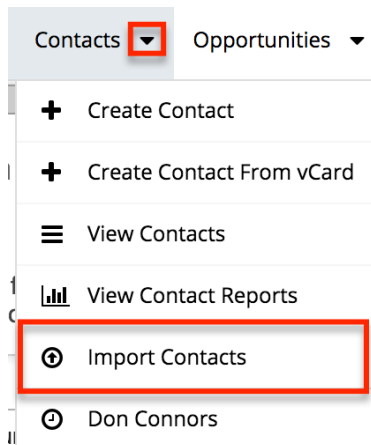 Contacts Opportunities
Create Contact
Create Contact From vCard
View Contacts
View Contact Reports
Import Contacts
Don Connors